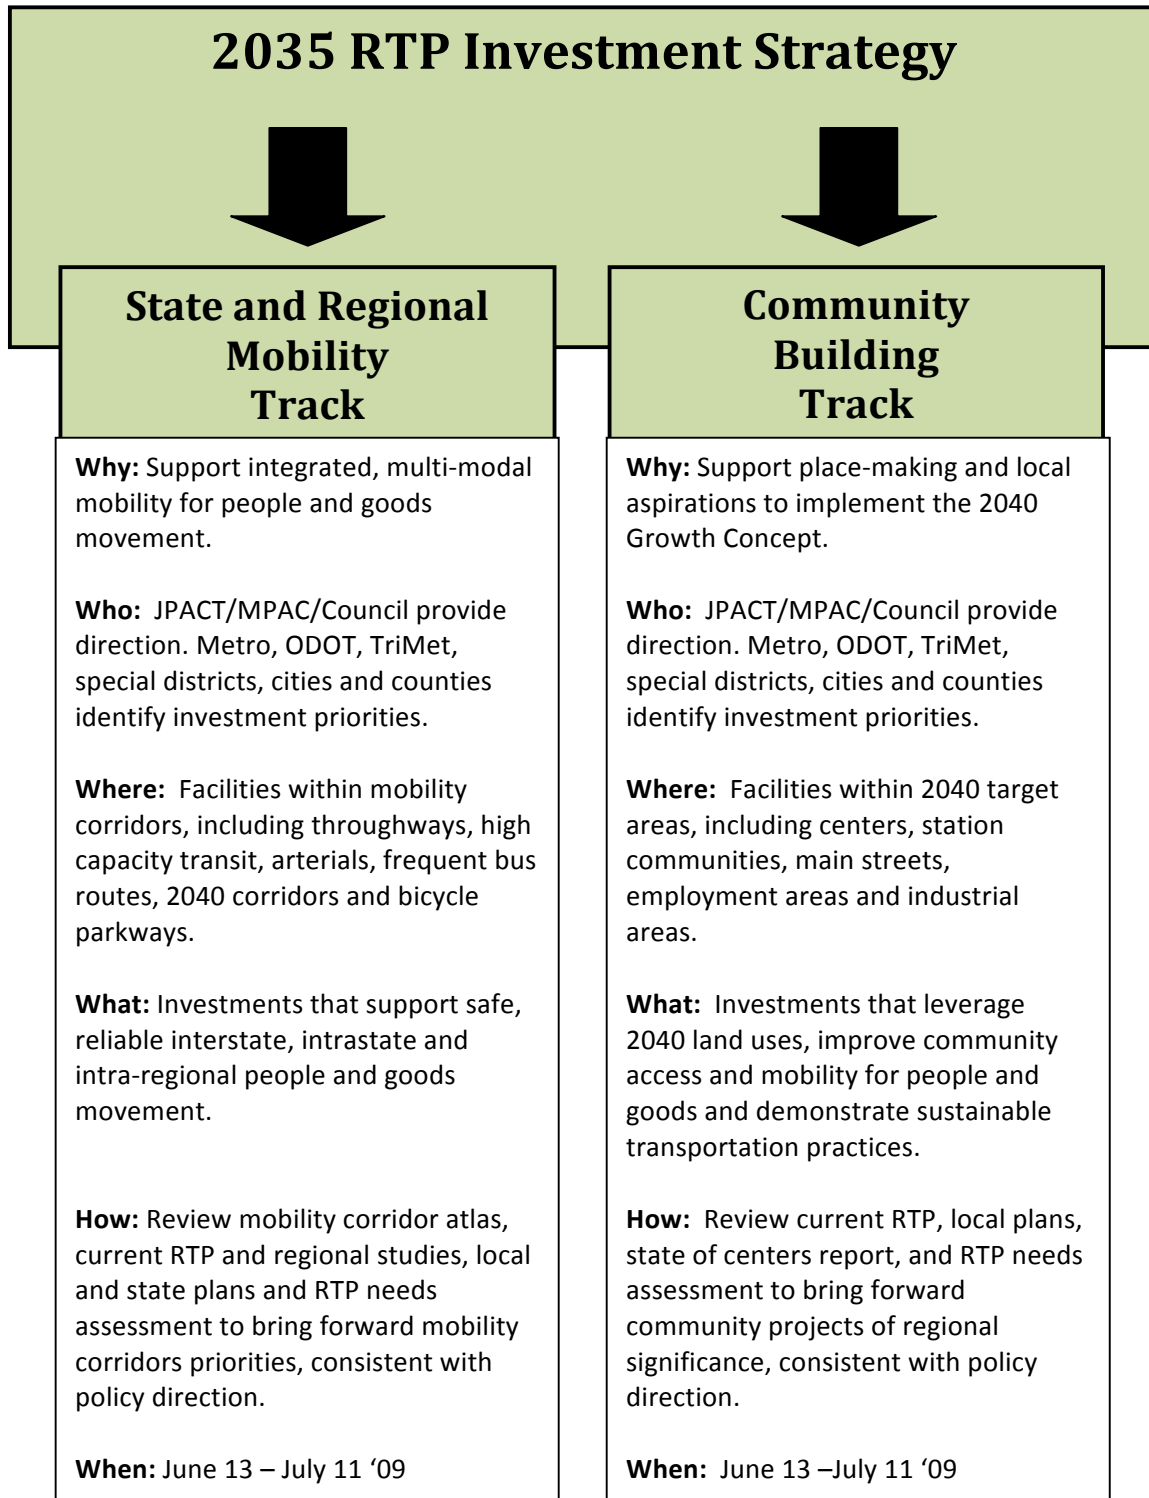 2035 RTP Investment Strategy
State and Regional
Mobility
Track
Why: Support integrated, multi-modal
mobility for people and goods
movement.
Who:  JPACT/MPAC/Council provide
direction. Metro, ODOT, TriMet,
special districts, cities and counties
identify investment priorities.
Where:  Facilities within mobility
corridors, including throughways, high
capacity transit, arterials, frequent bus
routes, 2040 corridors and bicycle
parkways.
What: Investments that support safe,
reliable interstate, intrastate and
intra-regional people and goods
movement.
How: Review mobility corridor atlas,
current RTP and regional studies, local
and state plans and RTP needs
assessment to bring forward mobility
corridors priorities, consistent with
policy direction.
When: June 13 – July 11 ‘09
Community
Building
Track
Why: Support place-making and local
aspirations to implement the 2040
Growth Concept.
Who:  JPACT/MPAC/Council provide
direction. Metro, ODOT, TriMet,
special districts, cities and counties
identify investment priorities.
Where:  Facilities within 2040 target
areas, including centers, station
communities, main streets,
employment areas and industrial
areas.
What:  Investments that leverage
2040 land uses, improve community
access and mobility for people and
goods and demonstrate sustainable
transportation practices.
How:  Review current RTP, local plans,
state of centers report, and RTP needs
assessment to bring forward
community projects of regional
significance, consistent with policy
direction.
When:  June 13 –July 11 ‘09